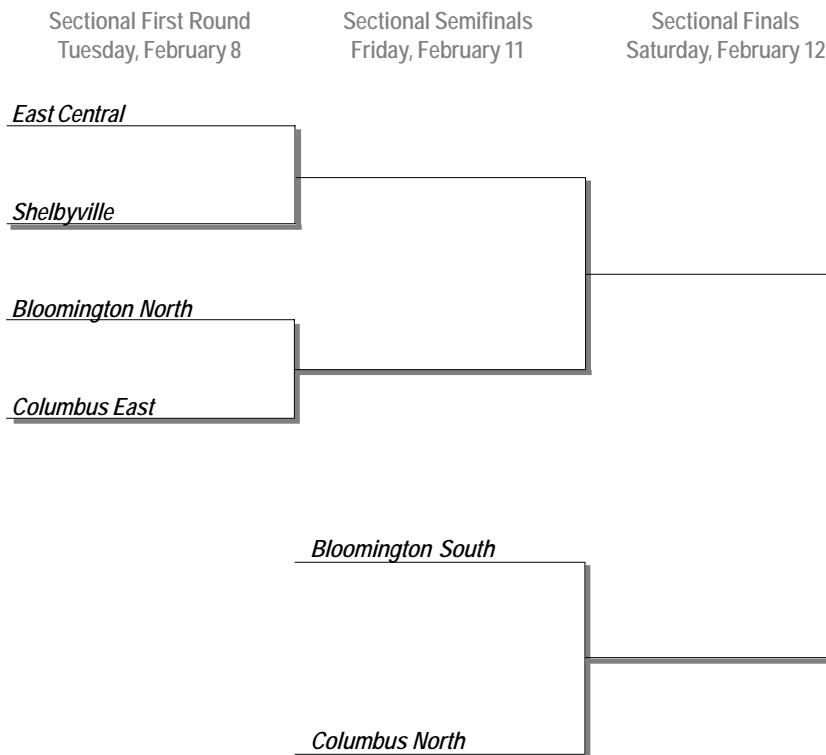 Sectional First Round
Tuesday, February 8
Sectional Semifinals
Friday, February 11
Sectional Finals
Saturday, February 12
East Central
Shelbyville
Bloomington North
Columbus East
Bloomington South
Columbus North